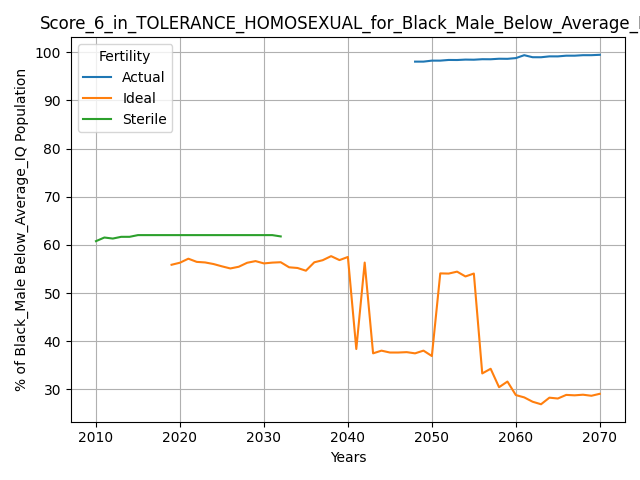 Score_6_in_TOLERANCE_HOMOSEXUAL_for_Black_Male_Below_Average_I
Fertility
Actual
Ideal
Sterile
100
90
80
70
60
50
40
30
% of Black_Male Below_Average_IQ Population
2010 2020 2030 2040 2050 2060 2070
Years